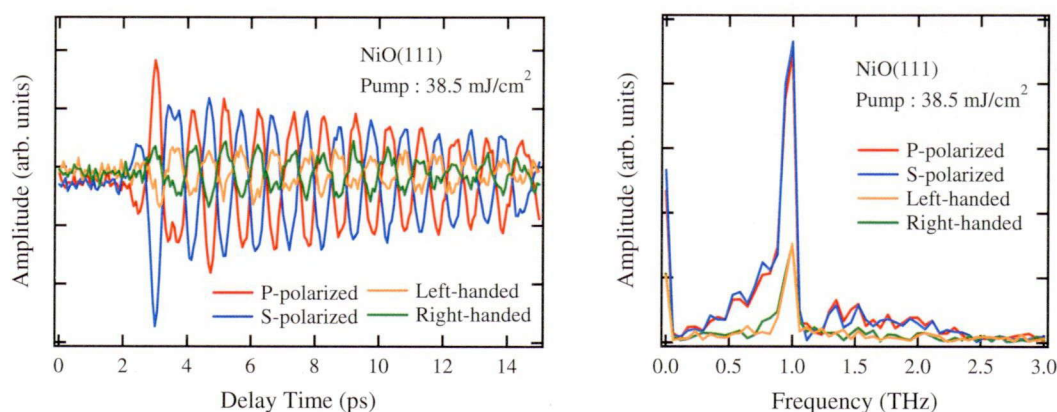 NiO(111)
Pump : 38.5 mJ/cm²
Amplitude (arb. units)
P-polarized
Left-handed
S-polarized
Right-handed
0 2 4 6 8 10 12 14
Delay Time (ps)
NiO(111)
Pump : 38.5 mJ/cm²
Amplitude (arb. units)
P-polarized
S-polarized
Left-handed
Right-handed
0.0 0.5 1.0 1.5 2.0 2.5 3.0
Frequency (THz)